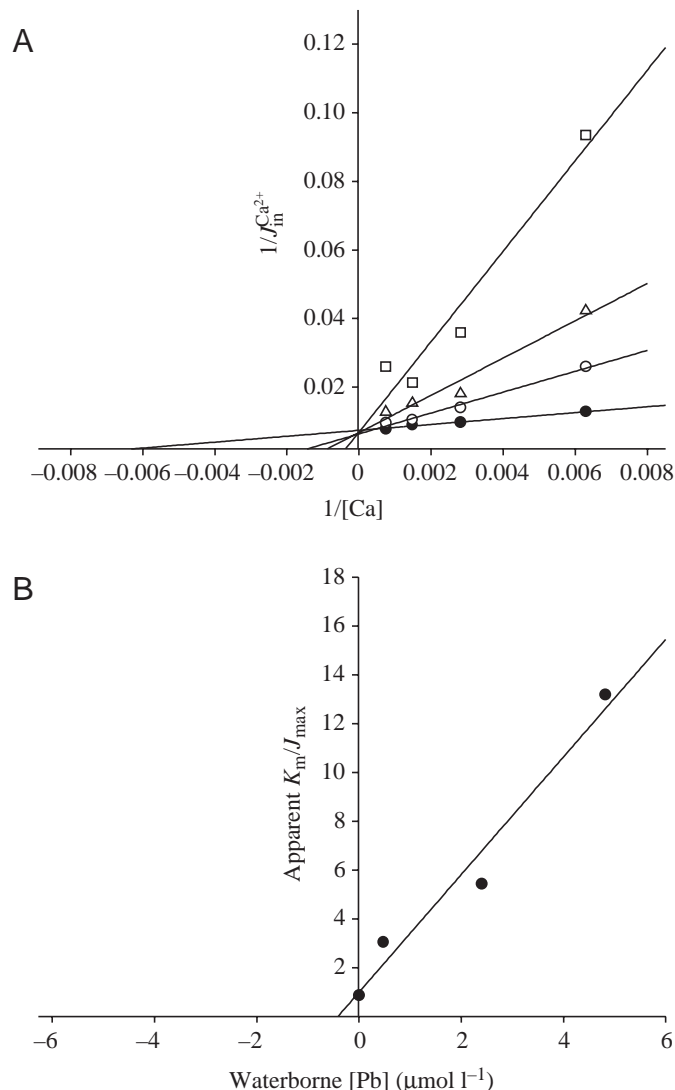 A
0.12
0.10
0.08
0.06
0.04
0.02
1/J_in^Ca2+
–0.008 –0.006 –0.004 –0.002 0 0.002 0.004 0.006 0.008
1/[Ca]
B
18
16
14
12
10
8
6
4
2
Apparent Km/Jmax
–6 –4 –2 0 2 4 6
Waterborne [Pb] (μmol l–1)